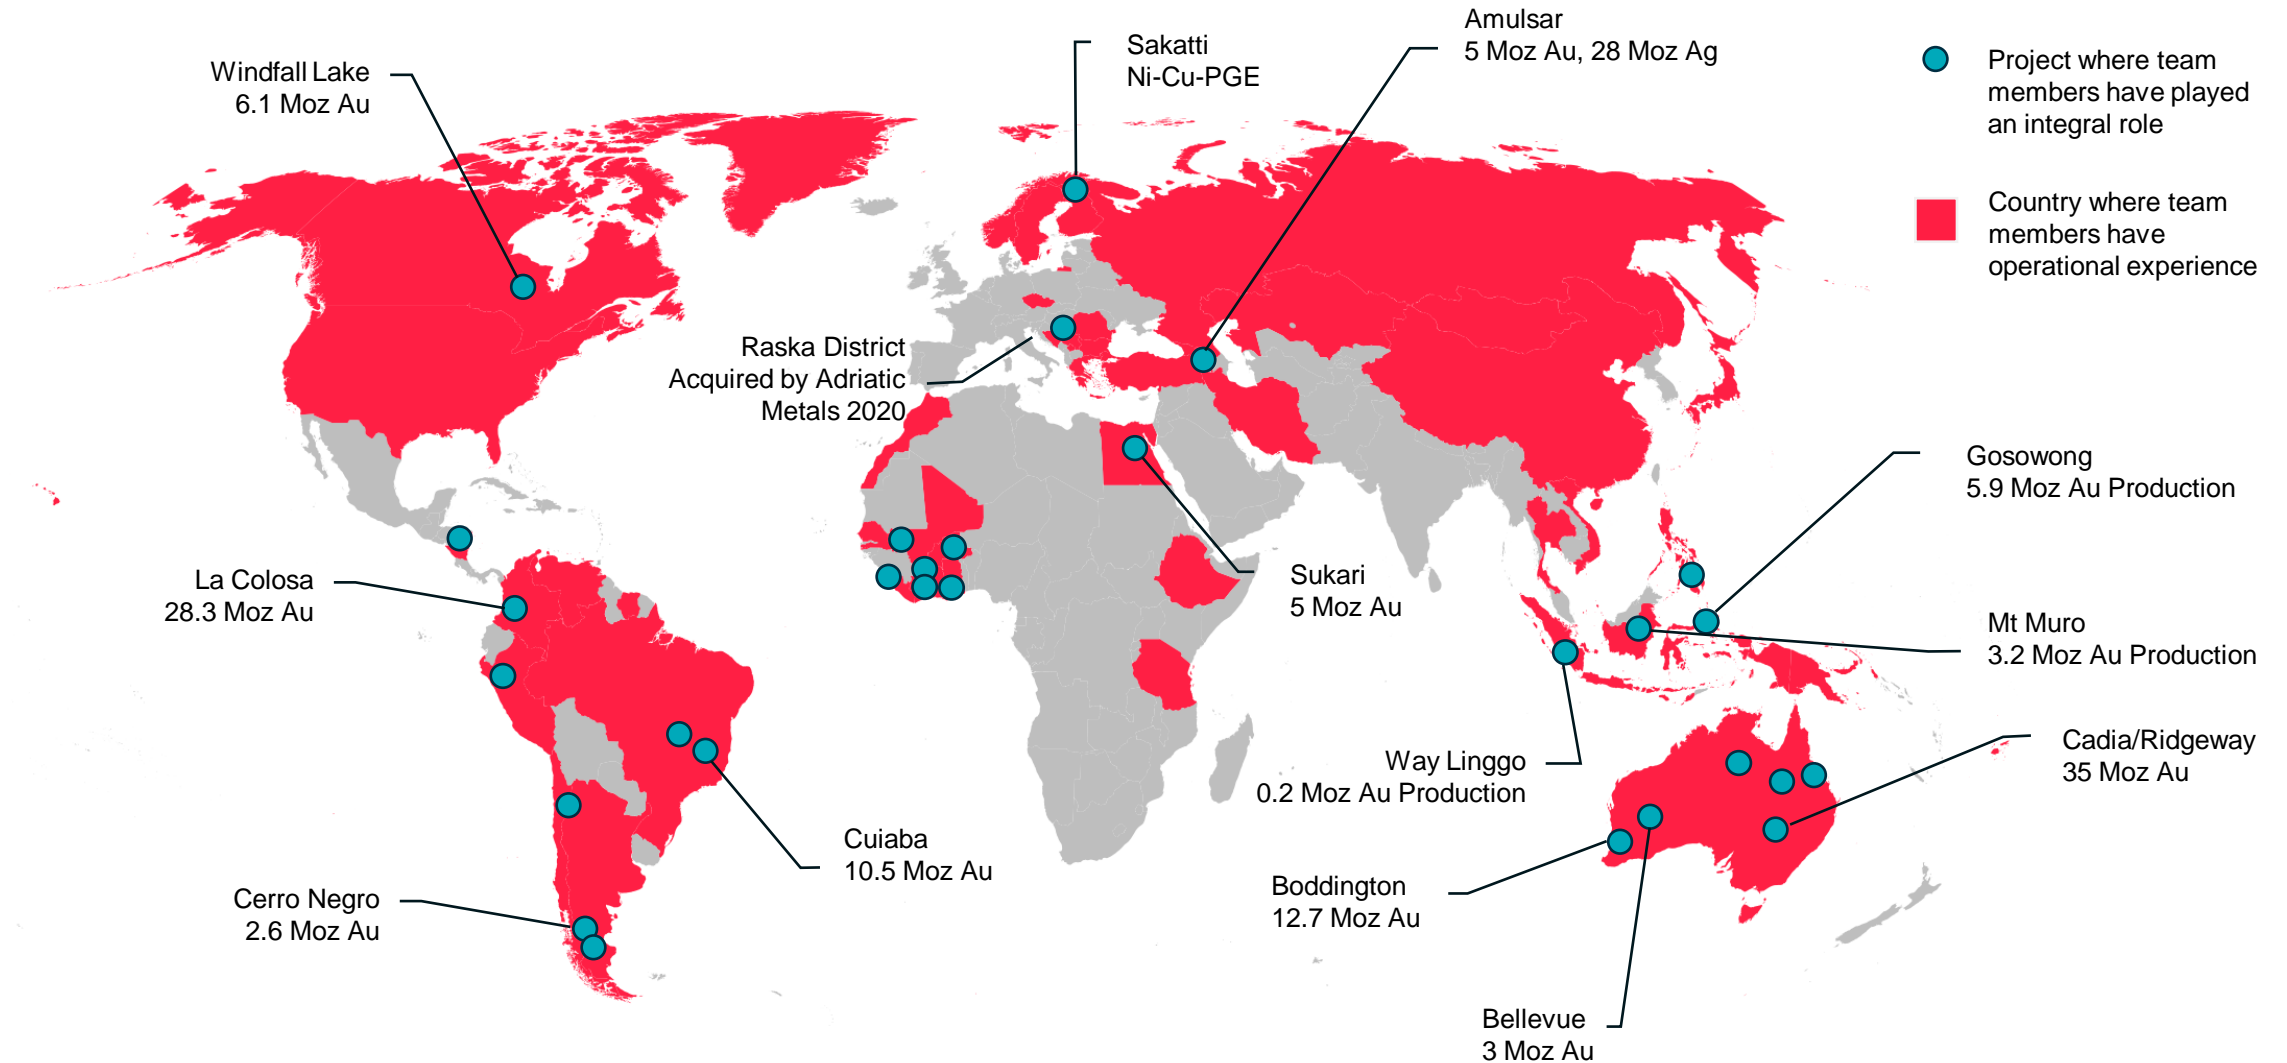 Windfall Lake
6.1 Moz Au
Sakatti
Ni-Cu-PGE
Amulsar
5 Moz Au, 28 Moz Ag
Project where team
members have played
an integral role
Country where team
members have
operational experience
Raska District
Acquired by Adriatic
Metals 2020
Gosowong
5.9 Moz Au Production
La Colosa
28.3 Moz Au
Sukari
5 Moz Au
Mt Muro
3.2 Moz Au Production
Way Linggo
0.2 Moz Au Production
Cadia/Ridgeway
35 Moz Au
Cuiaba
10.5 Moz Au
Cerro Negro
2.6 Moz Au
Boddington
12.7 Moz Au
Bellevue
3 Moz Au